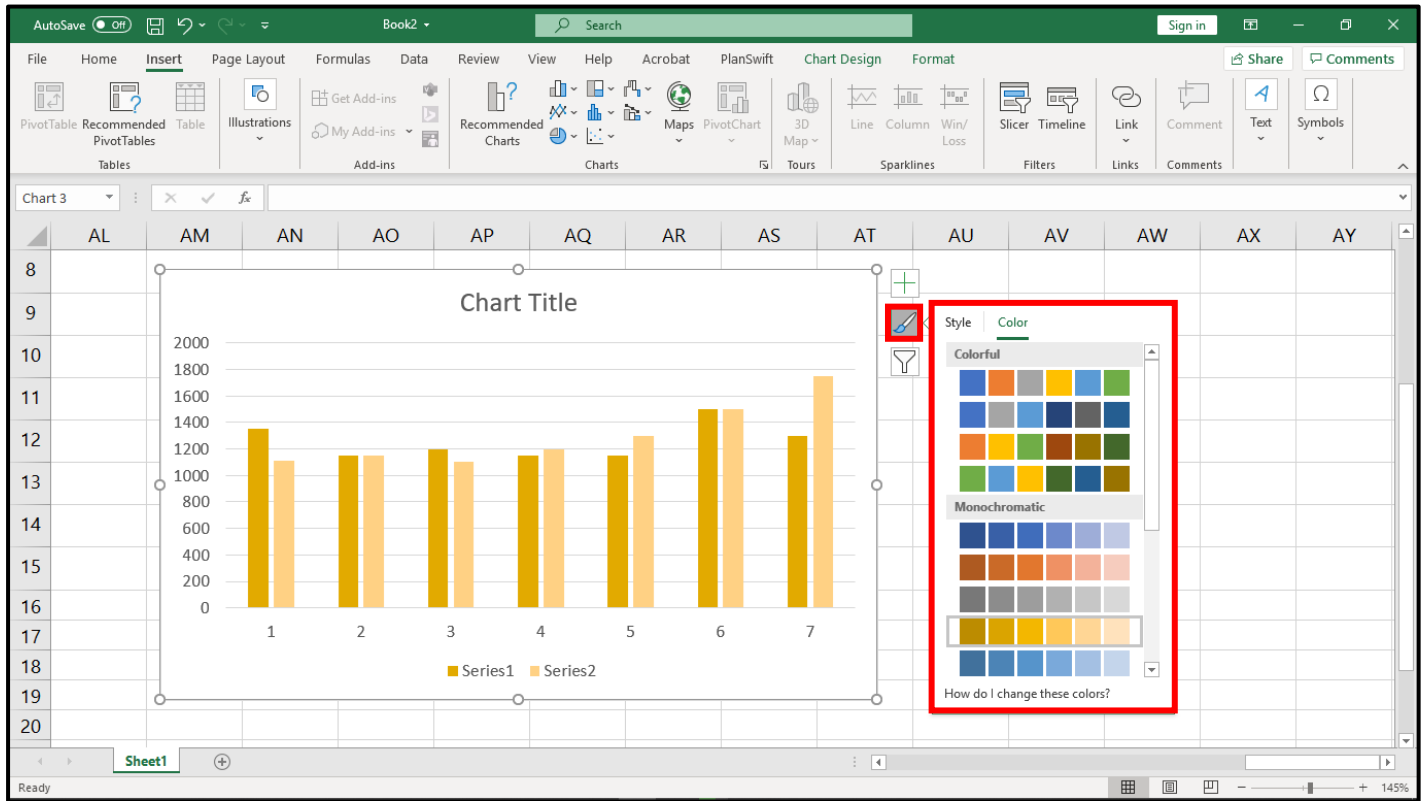 AutoSave Off Book2 Search Sign in
File Home Insert Page Layout Formulas Data Review View Help Acrobat PlanSwift Chart Design Format Share Comments
PivotTable Recommended PivotTables Table Illustrations Get Add-ins My Add-ins Recommended Charts Maps PivotChart 3D Map Line Column Win/Loss Slicer Timeline Link Comment Text Symbols
Tables Add-ins Charts Tours Sparklines Filters Links Comments
Chart 3 fx
AL AM AN AO AP AQ AR AS AT AU AV AW AX AY
8
9
10
11
12
13
14
15
16
17
18
19
20
Chart Title
2000
1800
1600
1400
1200
1000
800
600
400
200
0
1 2 3 4 5 6 7
Series1 Series2
Style Color
Colorful
Monochromatic
How do I change these colors?
Sheet1
Ready 145%